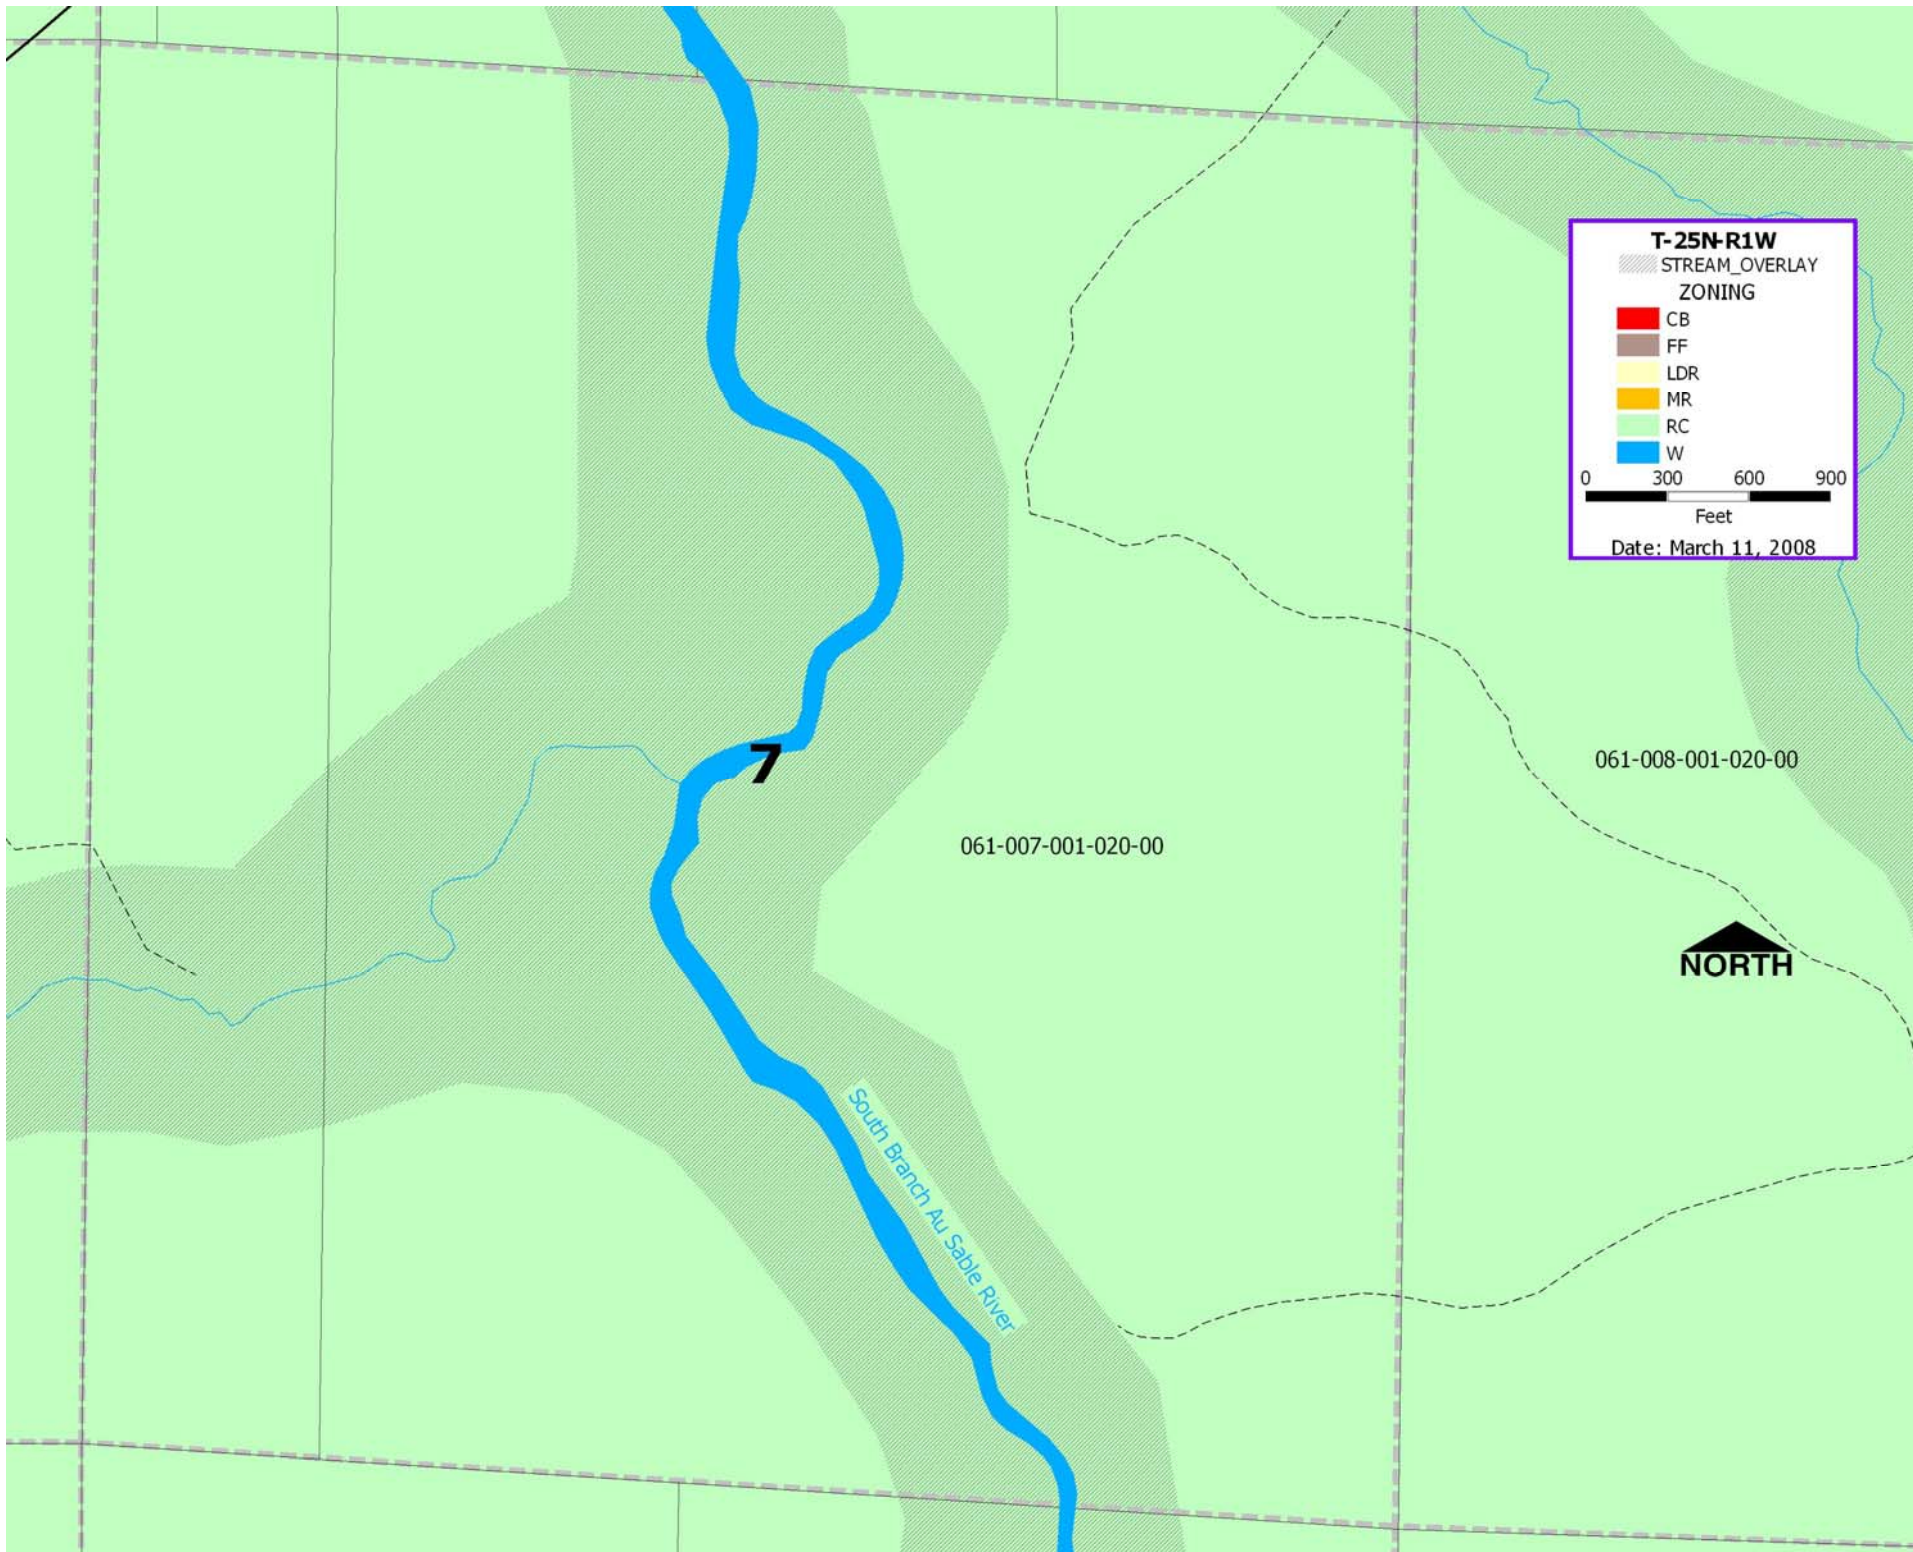 T-25N-R1W
STREAM_OVERLAY
ZONING
CB
FF
LDR
MR
RC
W
0 300 600 900
Feet
Date: March 11, 2008
7
061-008-001-020-00
061-007-001-020-00
NORTH
South Branch Au Sable River